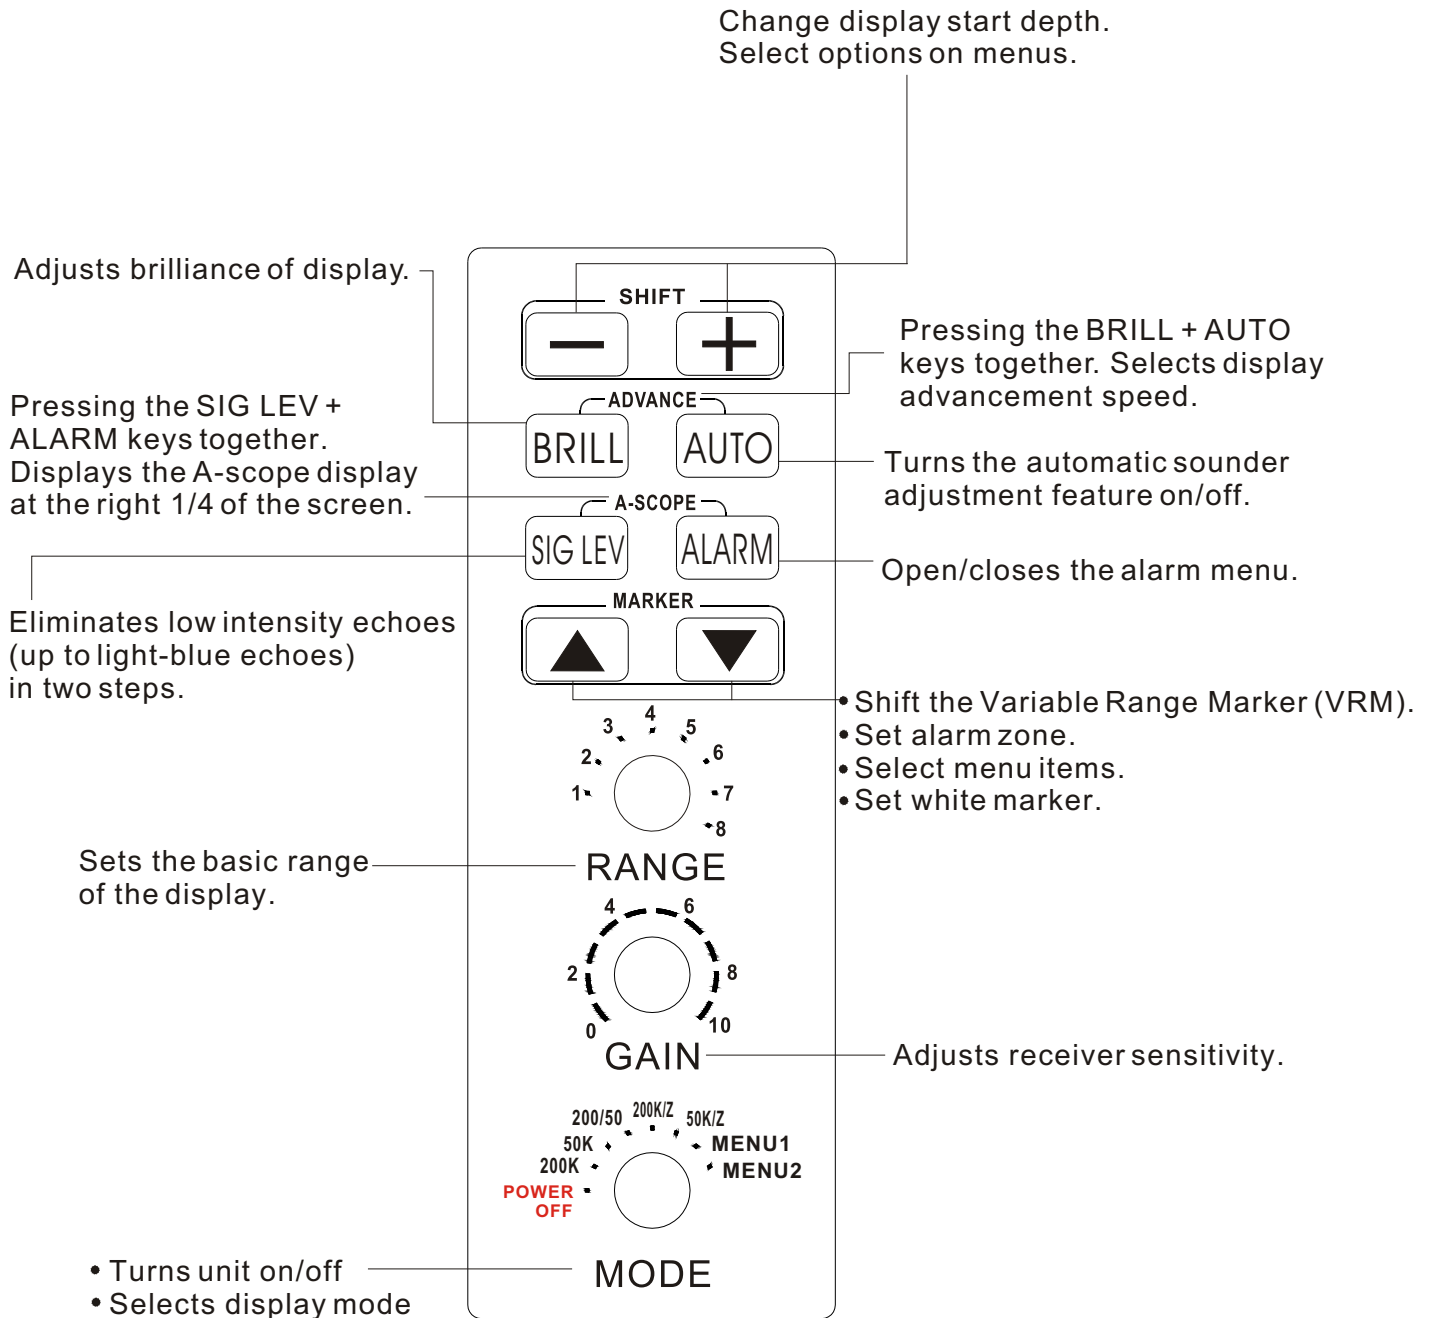 Change display start depth.
Select options on menus.
Adjusts brilliance of display.
SHIFT
Pressing the BRILL + AUTO
keys together. Selects display
advancement speed.
ADVANCE
BRILL AUTO
Pressing the SIG LEV +
ALARM keys together.
Displays the A-scope display
at the right 1/4 of the screen.
Turns the automatic sounder
adjustment feature on/off.
A-SCOPE
SIG LEV ALARM
Open/closes the alarm menu.
MARKER
Eliminates low intensity echoes
(up to light-blue echoes)
in two steps.
• Shift the Variable Range Marker (VRM).
• Set alarm zone.
• Select menu items.
• Set white marker.
1 2 3 4 5 6 7 8
RANGE
Sets the basic range
of the display.
0 2 4 6 8 10
GAIN
Adjusts receiver sensitivity.
POWER
OFF
200K
50K
200/50
200K/Z
50K/Z
MENU1
MENU2
MODE
• Turns unit on/off
• Selects display mode